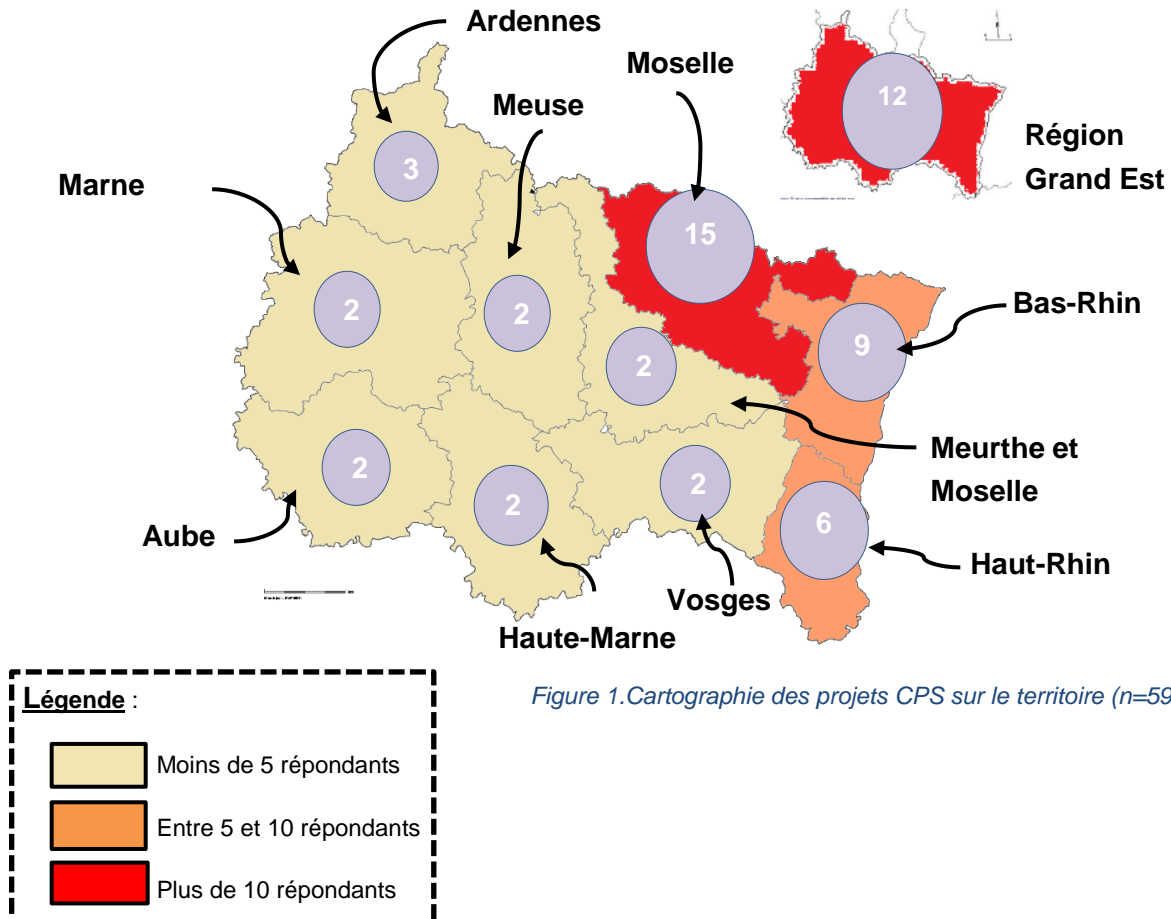 Ardennes
Moselle
12
Meuse
Région
Grand Est
Marne
3
15
2
2
Bas-Rhin
9
2
Meurthe et
Moselle
2
2
2
6
Aube
Haut-Rhin
Vosges
Haute-Marne
Figure 1.Cartographie des projets CPS sur le territoire (n=59
Légende :
Moins de 5 répondants
Entre 5 et 10 répondants
Plus de 10 répondants